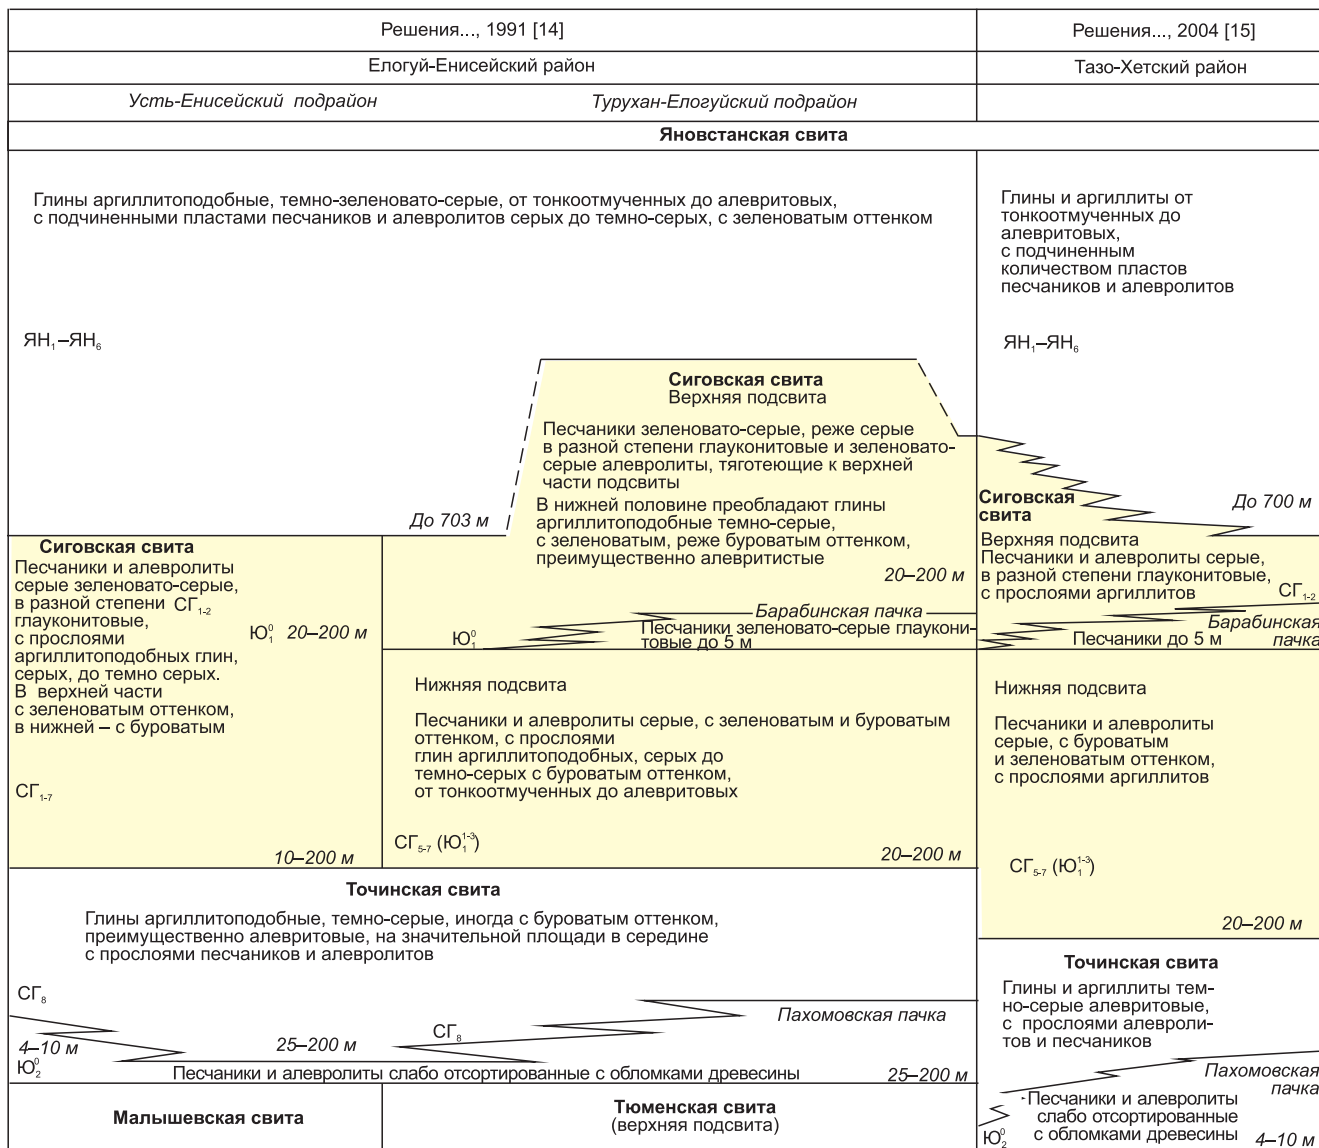 Решения..., 1991 [14]
Решения..., 2004 [15]
Елогуй-Енисейский район
Тазо-Хетский район
Усть-Енисейский подрайон
Турухан-Елогуйский подрайон
Яновстанская свита
Глины аргиллитоподобные, темно-зеленовато-серые, от тонкоотмученных до алевритовых,
с подчиненными пластами песчаников и алевролитов серых до темно-серых, с зеленоватым оттенком
ЯН₁–ЯН₆
До 703 м
Глины и аргиллиты от
тонкоотмученных до
алевритовых,
с подчиненным
количеством пластов
песчаников и алевролитов
ЯН₁–ЯН₆
До 700 м
Сиговская свита
Верхняя подсвита
Песчаники зеленовато-серые, реже серые
в разной степени глауконитовые и зеленовато-
серые алевролиты, тяготеющие к верхней
части подсвиты
В нижней половине преобладают глины
аргиллитоподобные темно-серые,
с зеленоватым, реже буроватым оттенком,
преимущественно алевритистые
20–200 м
Барабинская пачка
Песчаники зеленовато-серые глаукони-
товые до 5 м
Ю₁⁰
Сиговская свита
Песчаники и алевролиты
серые зеленовато-серые,
в разной степени СГ₁₋₂
глауконитовые,
Ю₁⁰ 20–200 м
с прослоями
аргиллитоподобных глин,
серых, до темно серых.
В верхней части
с зеленоватым оттенком,
в нижней – с буроватым
СГ₁₋₇
10–200 м
Нижняя подсвита
Песчаники и алевролиты серые, с зеленоватым и буроватым
оттенком, с прослоями
глин аргиллитоподобных, серых до
темно-серых с буроватым оттенком,
от тонкоотмученных до алевритовых
СГ₅₋₇ (Ю₁¹⁻³)
20–200 м
Сиговская
свита
Верхняя подсвита
Песчаники и алевролиты серые,
в разной степени глауконитовые,
с прослоями аргиллитов
СГ₁₋₂
Барабинская
пачка
Песчаники до 5 м
Нижняя подсвита
Песчаники и алевролиты
серые, с буроватым
и зеленоватым оттенком,
с прослоями аргиллитов
СГ₅₋₇ (Ю₁¹⁻³)
20–200 м
Точинская свита
Глины аргиллитоподобные, темно-серые, иногда с буроватым оттенком,
преимущественно алевритовые, на значительной площади в середине
с прослоями песчаников и алевролитов
СГ₈
4–10 м
Ю₂⁰
25–200 м
СГ₈
Пахомовская пачка
Песчаники и алевролиты слабо отсортированные с обломками древесины
25–200 м
Точинская свита
Глины и аргиллиты тем-
но-серые алевритовые,
с прослоями алевроли-
тов и песчаников
Пахомовская
пачка
Песчаники и алевролиты
слабо отсортированные
с обломками древесины
Ю₂⁰
4–10 м
Малышевская свита
Тюменская свита
(верхняя подсвита)